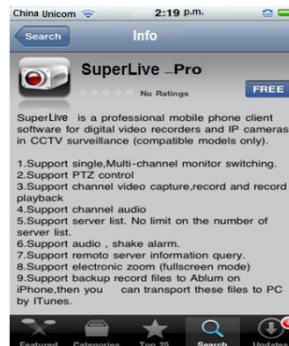 China Unicom 2:19 p.m.
Search Info
SuperLive -Pro
No Ratings FREE
SuperLive is a professional mobile phone client
software for digital video recorders and IP cameras
in CCTV surveillance (compatible models only).
1.Support single,Multi-channel monitor switching.
2.Support PTZ control
3.Support channel video capture,record and record
playback
4.Support channel audio
5.Support server list. No limit on the number of
server list.
6.Support audio , shake alarm.
7.Support remoto server information query.
8.Support electronic zoom (fullscreen mode)
9.Support backup record files to Ablum on
iPhone,then you can transport these files to PC
by ITunes.
Featured Categories Top 25 Search Updates